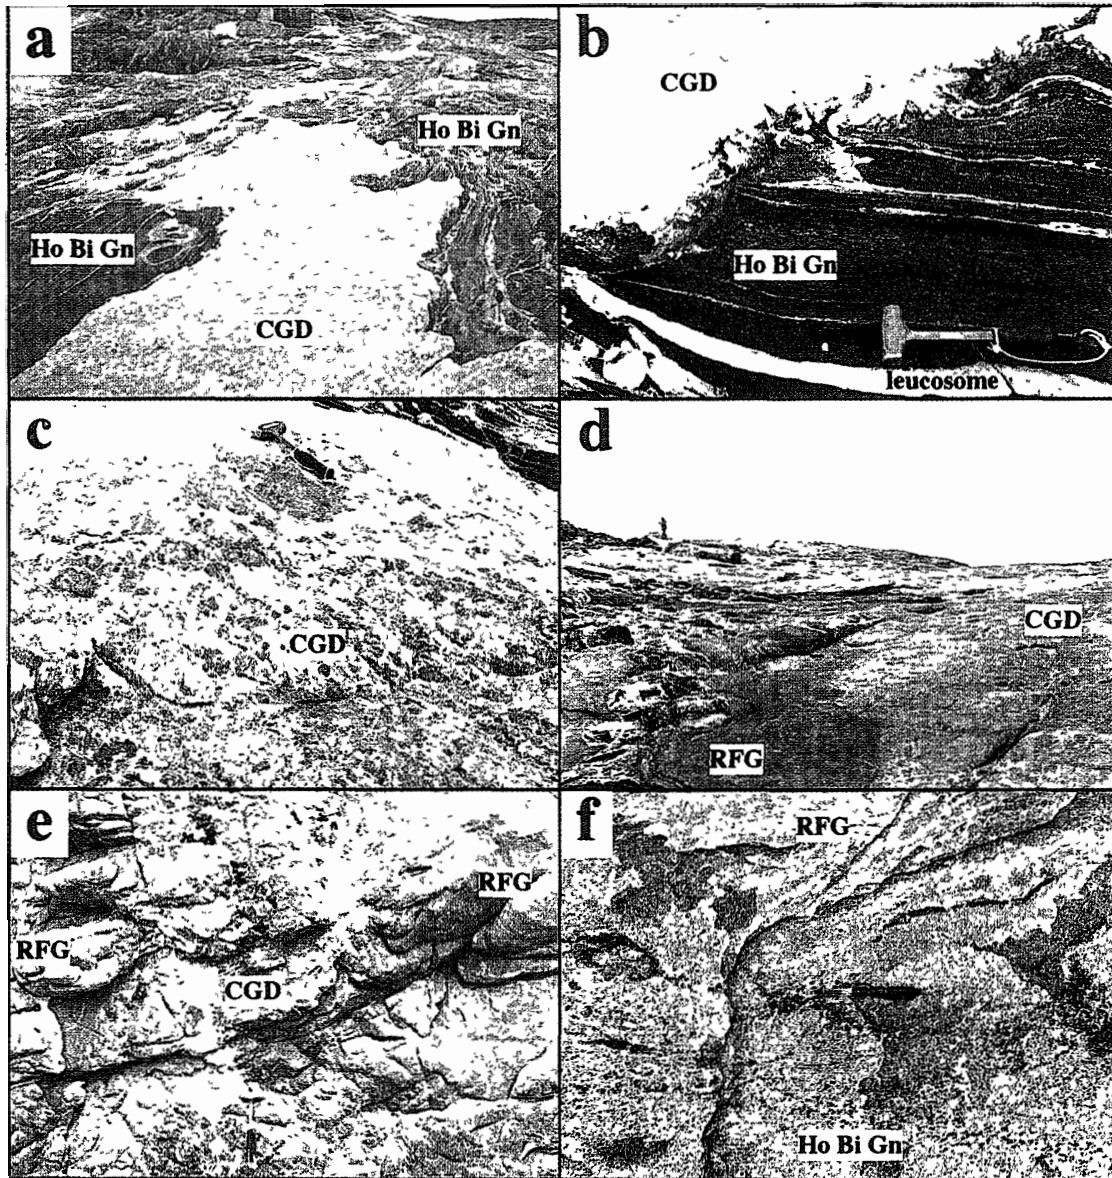 a
Ho Bi Gn
Ho Bi Gn
CGD
b
CGD
Ho Bi Gn
leucosome
c
CGD
d
CGD
RFG
e
RFG
RFG
CGD
f
RFG
Ho Bi Gn